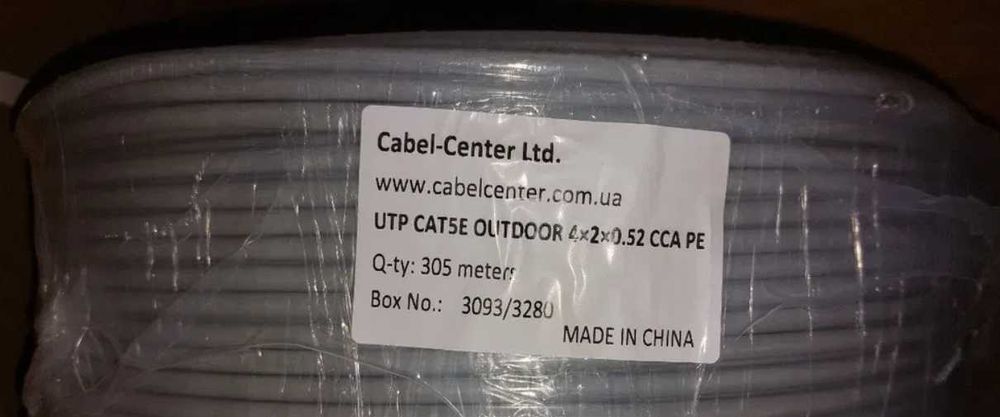 Cabel-Center Ltd.
www.cabelcenter.com.ua
UTP CAT5E OUTDOOR 4×2×0.52 CCA PE
Q-ty: 305 meters
Box No.: 3093/3280
MADE IN CHINA